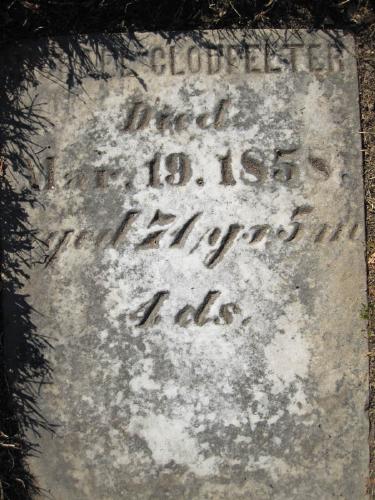 CLODFELTER
Died
Mar. 19. 1858.
Aged 71 yrs 5 m
4 ds.